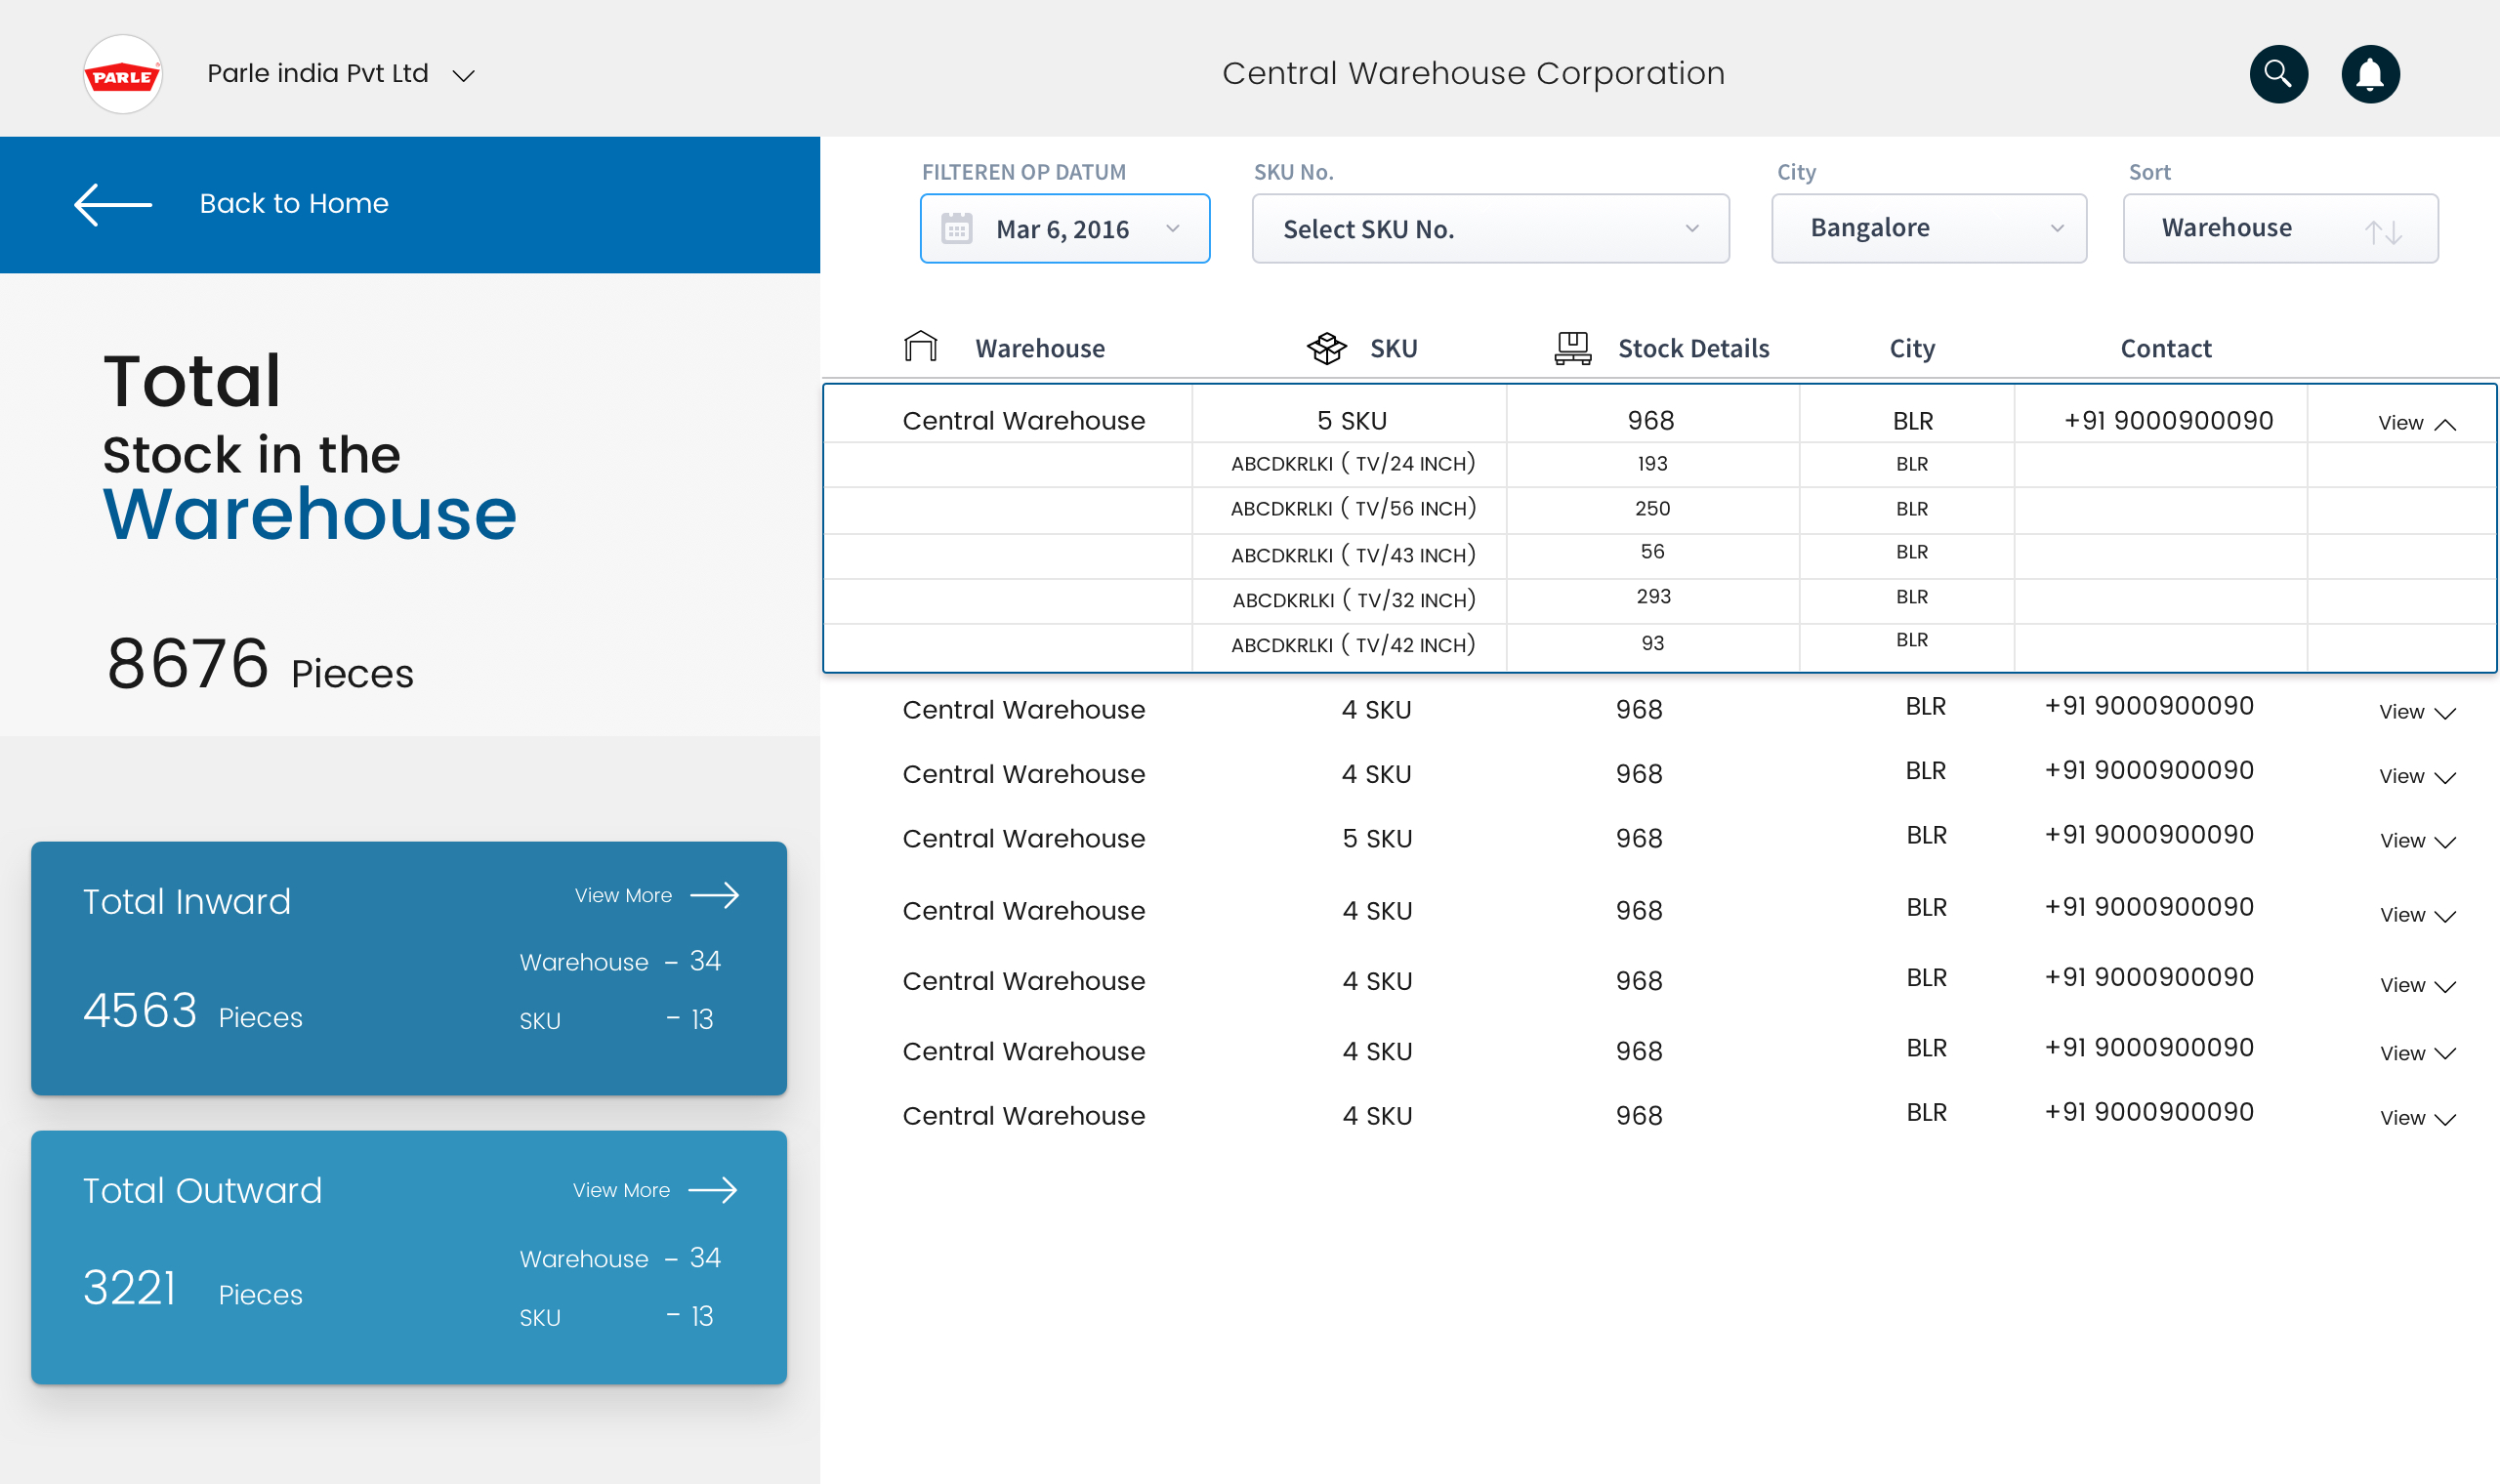 PARLE
Parle india Pvt Ltd
Central Warehouse Corporation
Back to Home
Total
Stock in the
Warehouse
8676 Pieces
Total Inward
View More
Warehouse – 34
4563 Pieces
SKU – 13
Total Outward
View More
Warehouse – 34
3221 Pieces
SKU – 13
FILTEREN OP DATUM SKU No. City Sort
Mar 6, 2016 Select SKU No. Bangalore Warehouse
Warehouse SKU Stock Details City Contact
Central Warehouse 5 SKU 968 BLR +91 9000900090 View
ABCDKRLKI ( TV/24 INCH) 193 BLR
ABCDKRLKI ( TV/56 INCH) 250 BLR
ABCDKRLKI ( TV/43 INCH) 56 BLR
ABCDKRLKI ( TV/32 INCH) 293 BLR
ABCDKRLKI ( TV/42 INCH) 93 BLR
Central Warehouse 4 SKU 968 BLR +91 9000900090 View
Central Warehouse 4 SKU 968 BLR +91 9000900090 View
Central Warehouse 5 SKU 968 BLR +91 9000900090 View
Central Warehouse 4 SKU 968 BLR +91 9000900090 View
Central Warehouse 4 SKU 968 BLR +91 9000900090 View
Central Warehouse 4 SKU 968 BLR +91 9000900090 View
Central Warehouse 4 SKU 968 BLR +91 9000900090 View